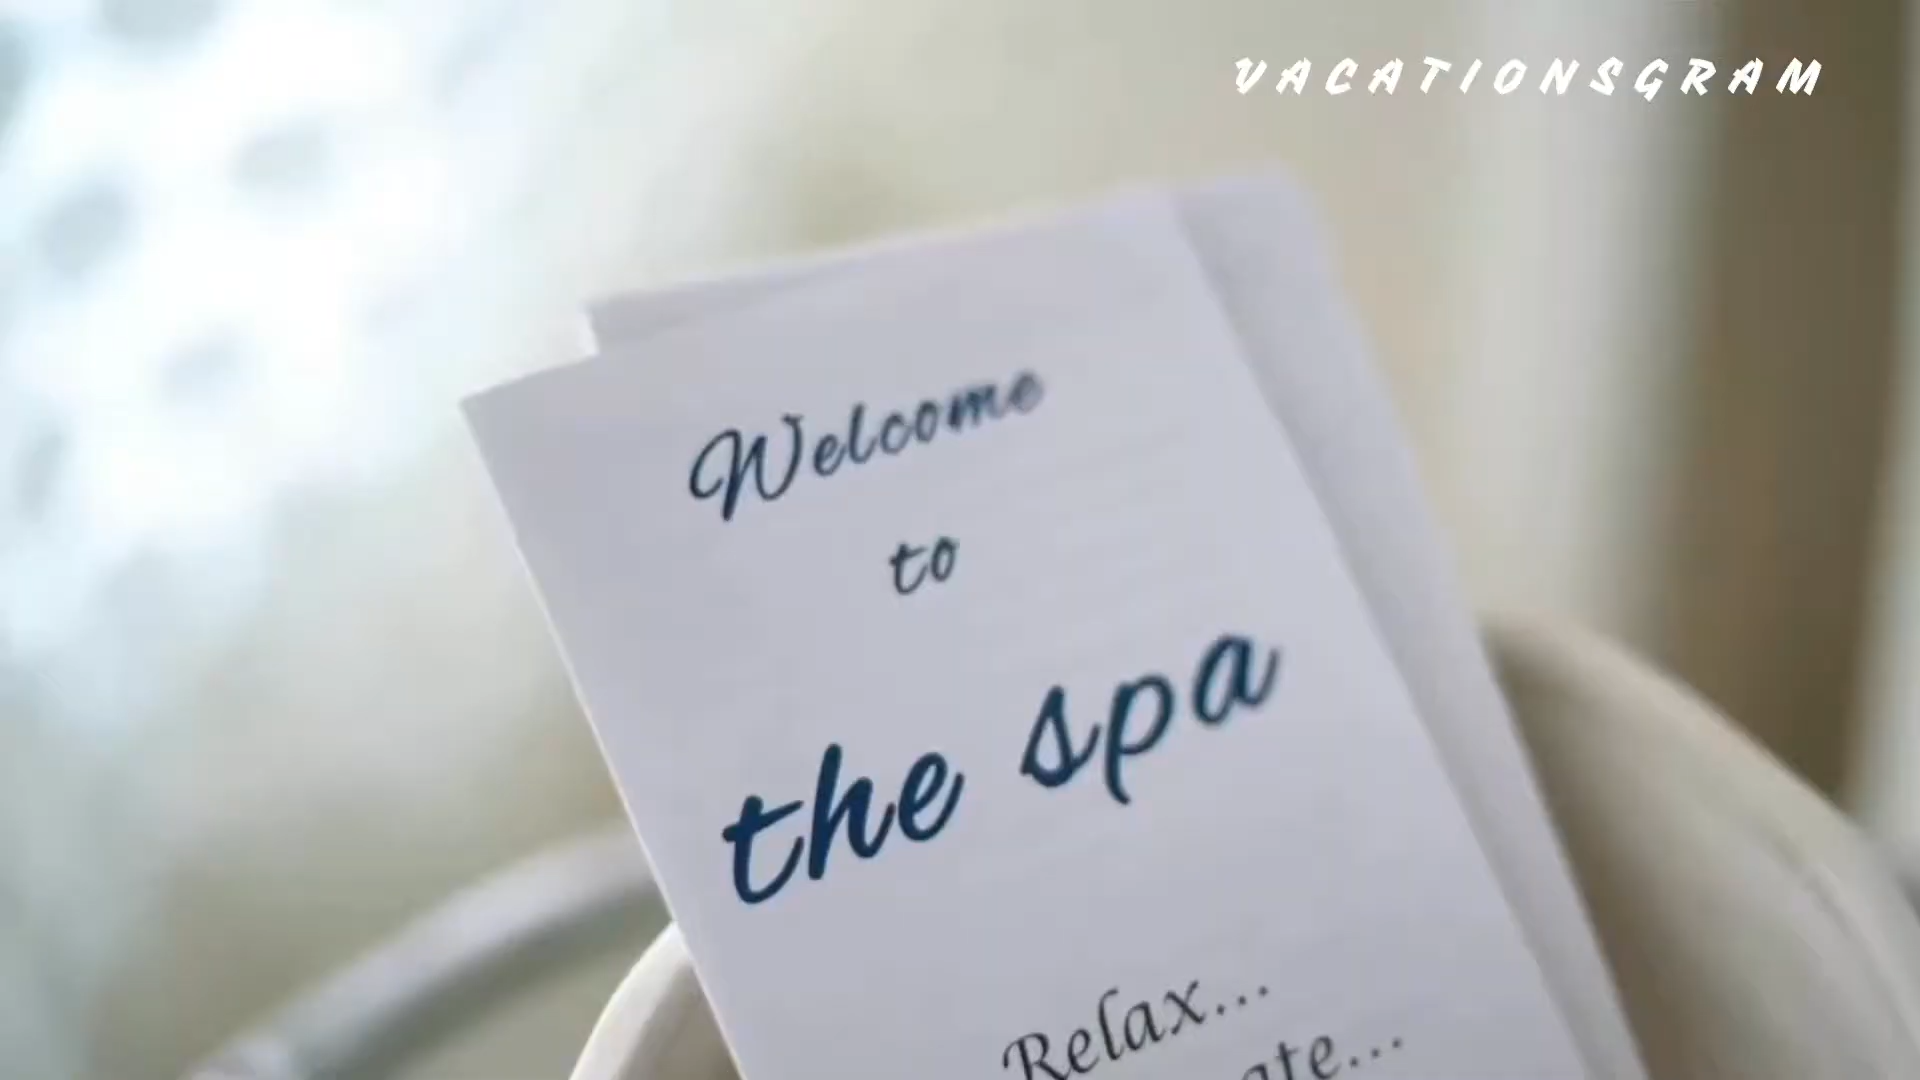 VACATIONSGRAM
Welcome
to
the spa
Relax...